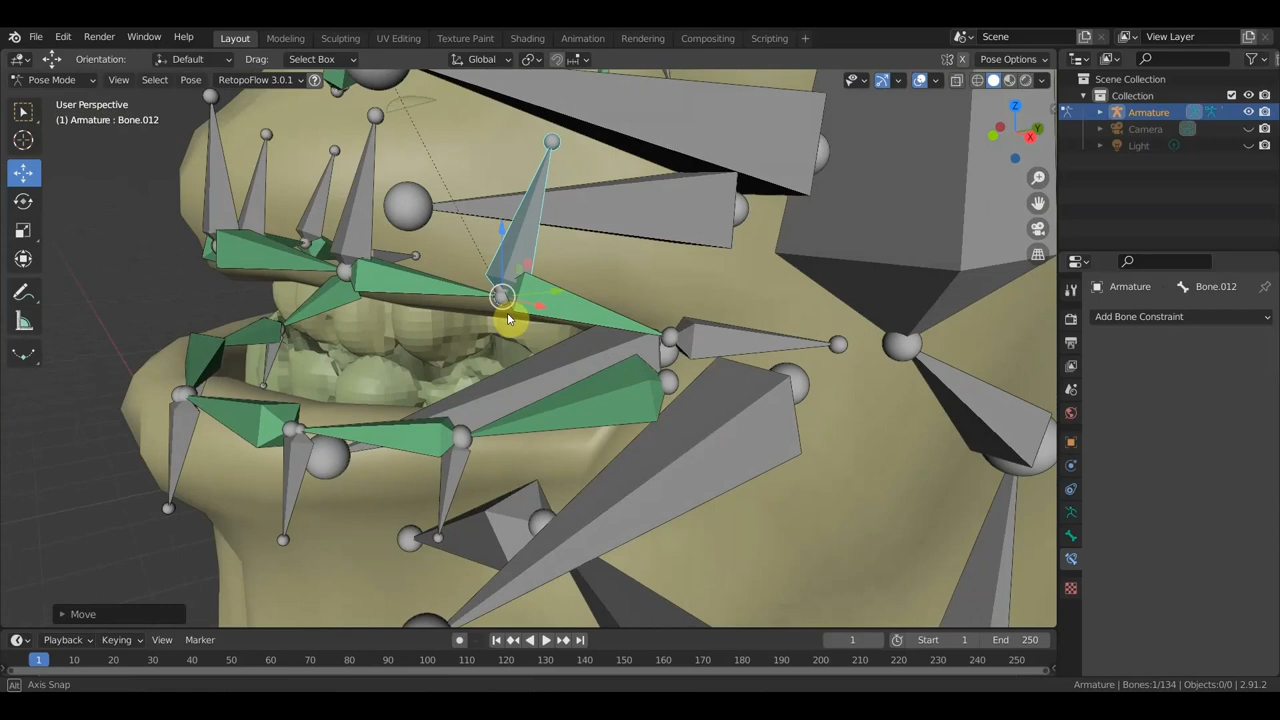 File Edit Render Window Help Layout Modeling Sculpting UV Editing Texture Paint Shading Animation Rendering Compositing Scripting + Scene View Layer
Orientation: Default Drag: Select Box Global Pose Options
Pose Mode View Select Pose RetopoFlow 3.0.1 ?
User Perspective
(1) Armature : Bone.012
Scene Collection
Collection
Armature
Camera
Light
Armature Bone.012
Add Bone Constraint
Z
Y
X
Move
Playback Keying View Marker 1 Start 1 End 250
1 10 20 30 40 50 60 70 80 90 100 110 120 130 140 150 160 170 180 190 200 210 220 230 240 250
Alt Axis Snap Armature | Bones:1/134 | Objects:0/0 | 2.91.2